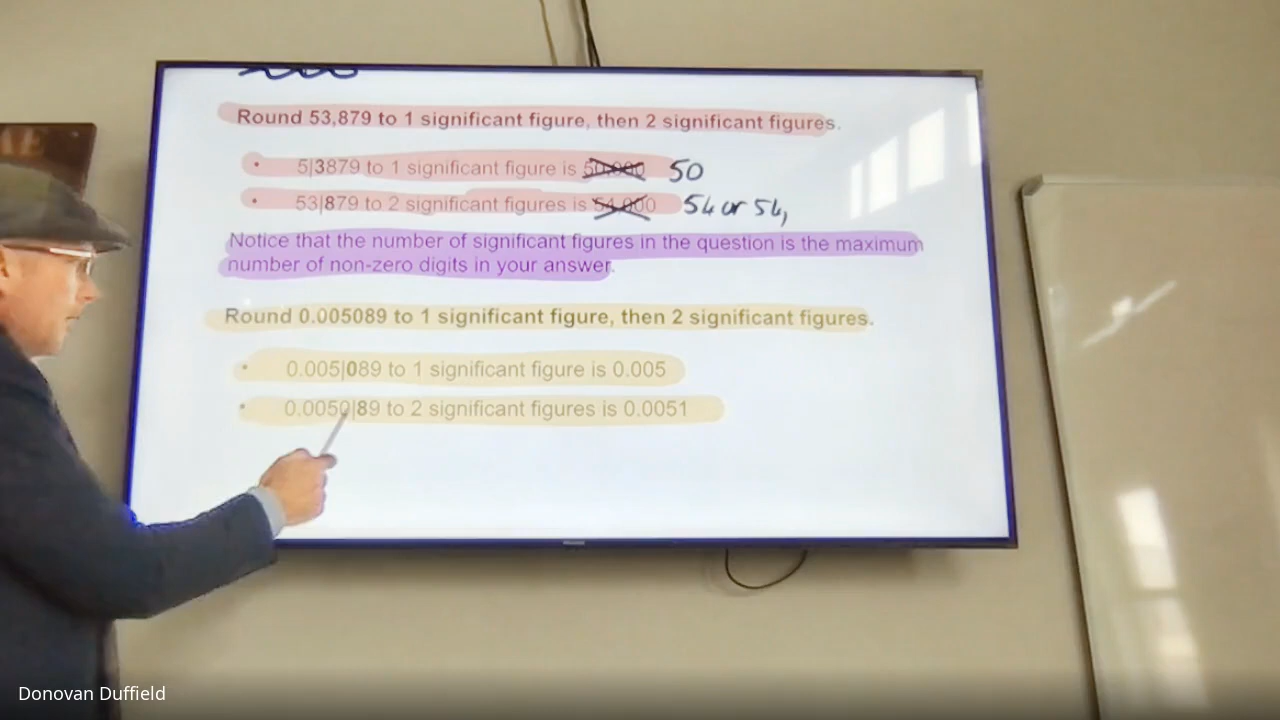 Round 53,879 to 1 significant figure, then 2 significant figures.
• 5|3879 to 1 significant figure is 50,000 50
• 53|879 to 2 significant figures is 54,000 54 or 54,
Notice that the number of significant figures in the question is the maximum
number of non-zero digits in your answer.
Round 0.005089 to 1 significant figure, then 2 significant figures.
• 0.005|089 to 1 significant figure is 0.005
• 0.0050|89 to 2 significant figures is 0.0051
Donovan Duffield